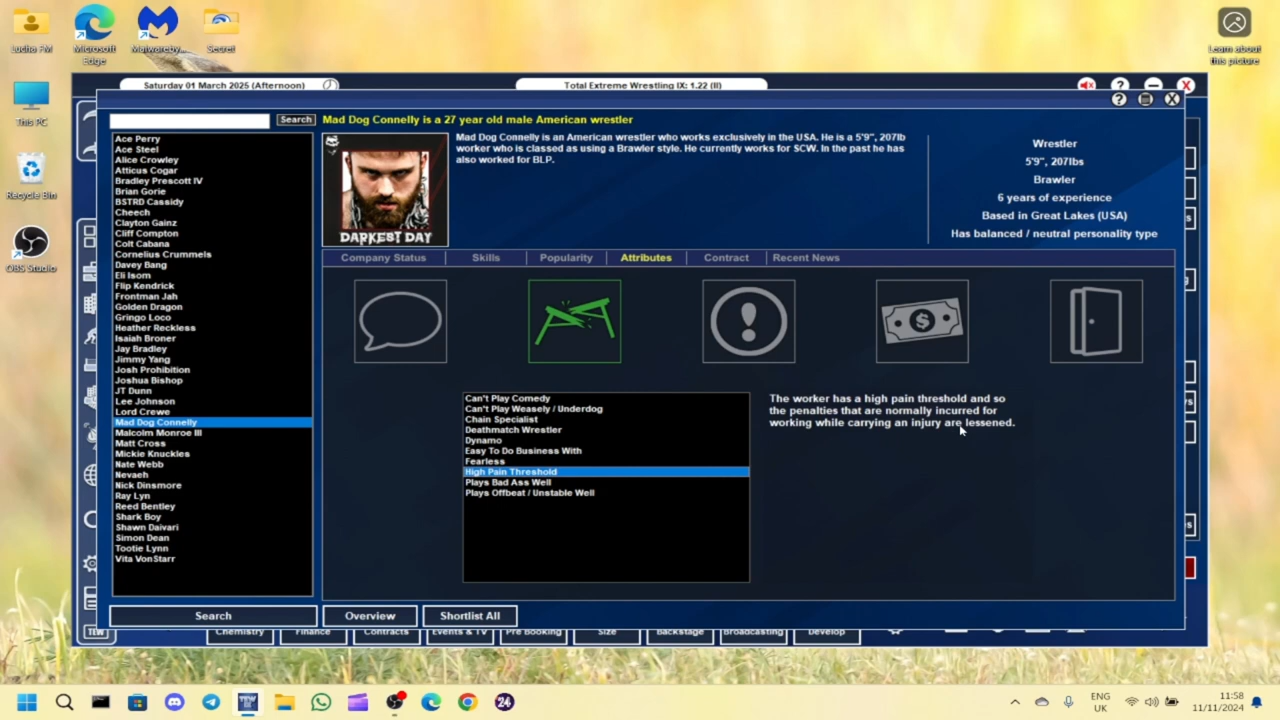 Lucha FM
Microsoft Edge
Malwareby...
Secret
Learn about this picture
This PC
Recycle Bin
OBS Studio
Saturday 01 March 2025 (Afternoon)
Total Extreme Wrestling IX: 1.22 (II)
Search
Mad Dog Connelly is a 27 year old male American wrestler
Ace Perry
Ace Steel
Alice Crowley
Atticus Cogar
Bradley Prescott IV
Brian Gorie
BSTRD Cassidy
Cheech
Clayton Gainz
Cliff Compton
Colt Cabana
Cornelius Crummels
Davey Bang
Eli Isom
Flip Kendrick
Frontman Jah
Golden Dragon
Gringo Loco
Heather Reckless
Isaiah Broner
Jay Bradley
Jimmy Yang
Josh Prohibition
Joshua Bishop
JT Dunn
Lee Johnson
Lord Crewe
Mad Dog Connelly
Malcolm Monroe III
Matt Cross
Mickie Knuckles
Nate Webb
Nevaeh
Nick Dinsmore
Ray Lyn
Reed Bentley
Shark Boy
Shawn Daivari
Simon Dean
Tootie Lynn
Vita VonStarr
DARKEST DAY
Mad Dog Connelly is an American wrestler who works exclusively in the USA. He is a 5'9", 207lb
worker who is classed as using a Brawler style. He currently works for SCW. In the past he has
also worked for BLP.
Wrestler
5'9", 207lbs
Brawler
6 years of experience
Based in Great Lakes (USA)
Has balanced / neutral personality type
Company Status Skills Popularity Attributes Contract Recent News
Can't Play Comedy
Can't Play Weasely / Underdog
Chain Specialist
Deathmatch Wrestler
Dynamo
Easy To Do Business With
Fearless
High Pain Threshold
Plays Bad Ass Well
Plays Offbeat / Unstable Well
The worker has a high pain threshold and so
the penalties that are normally incurred for
working while carrying an injury are lessened.
Search Overview Shortlist All
TEW Chemistry Finance Contracts Events & TV Pre Booking Size Backstage Broadcasting Develop
TEW
24
ENG
UK
11:58
11/11/2024